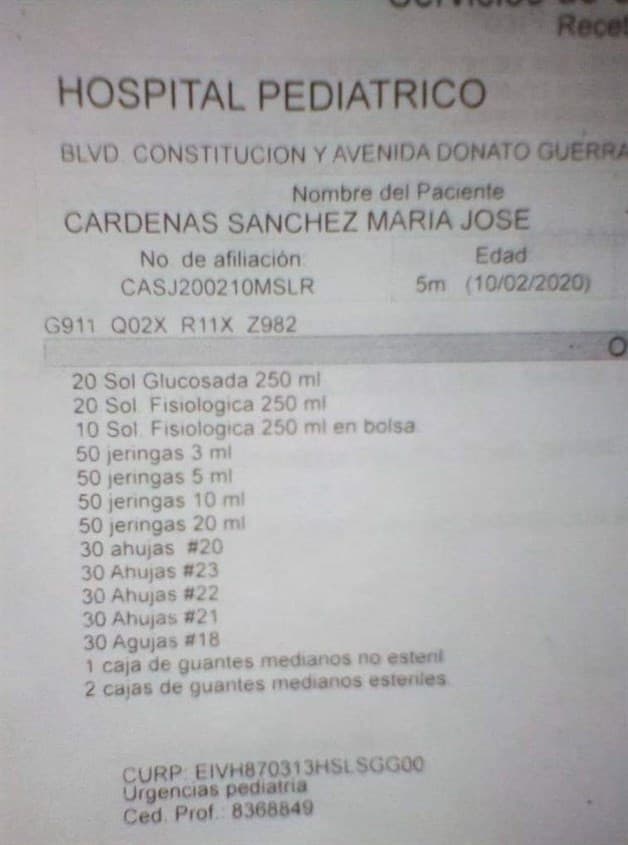 HOSPITAL PEDIATRICO
BLVD. CONSTITUCION Y AVENIDA DONATO GUERRA
Nombre del Paciente
CARDENAS SANCHEZ MARIA JOSE
No. de afiliación:
Edad
CASJ200210MSLR
5m (10/02/2020)
G911 Q02X R11X Z982
O
20 Sol Glucosada 250 ml
20 Sol. Fisiologica 250 ml
10 Sol. Fisiologica 250 ml en bolsa.
50 jeringas 3 ml
50 jeringas 5 ml
50 jeringas 10 ml
50 jeringas 20 ml
30 ahujas #20
30 Ahujas #23
30 Ahujas #22
30 Ahujas #21
30 Agujas #18
1 caja de guantes medianos no esteril
2 cajas de guantes medianos esteriles.
CURP: EIVH870313HSLSGG00
Urgencias pediatria
Ced. Prof.: 8368849